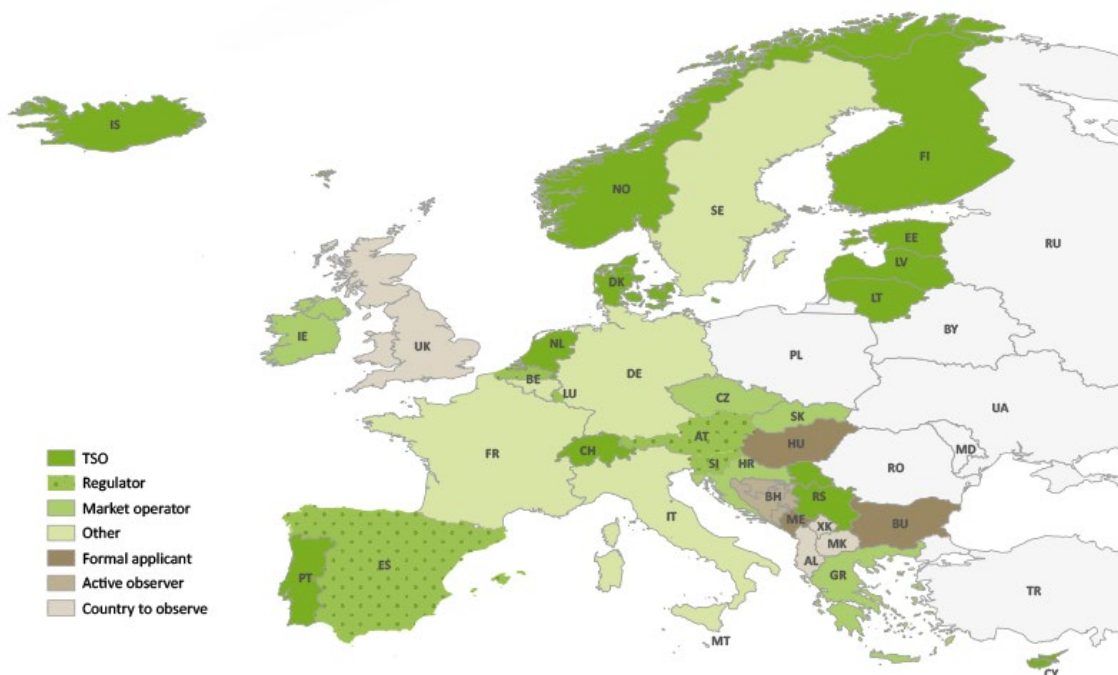 IS
NO
FI
SE
RU
EE
LV
LT
DK
BY
IE
UK
NL
PL
BE
DE
LU
CZ
UA
SK
FR
CH
AT
HU
MD
SI
HR
RO
BH
RS
IT
ME
XK
BU
MK
AL
PT
ES
GR
TR
MT
CY
TSO
Regulator
Market operator
Other
Formal applicant
Active observer
Country to observe